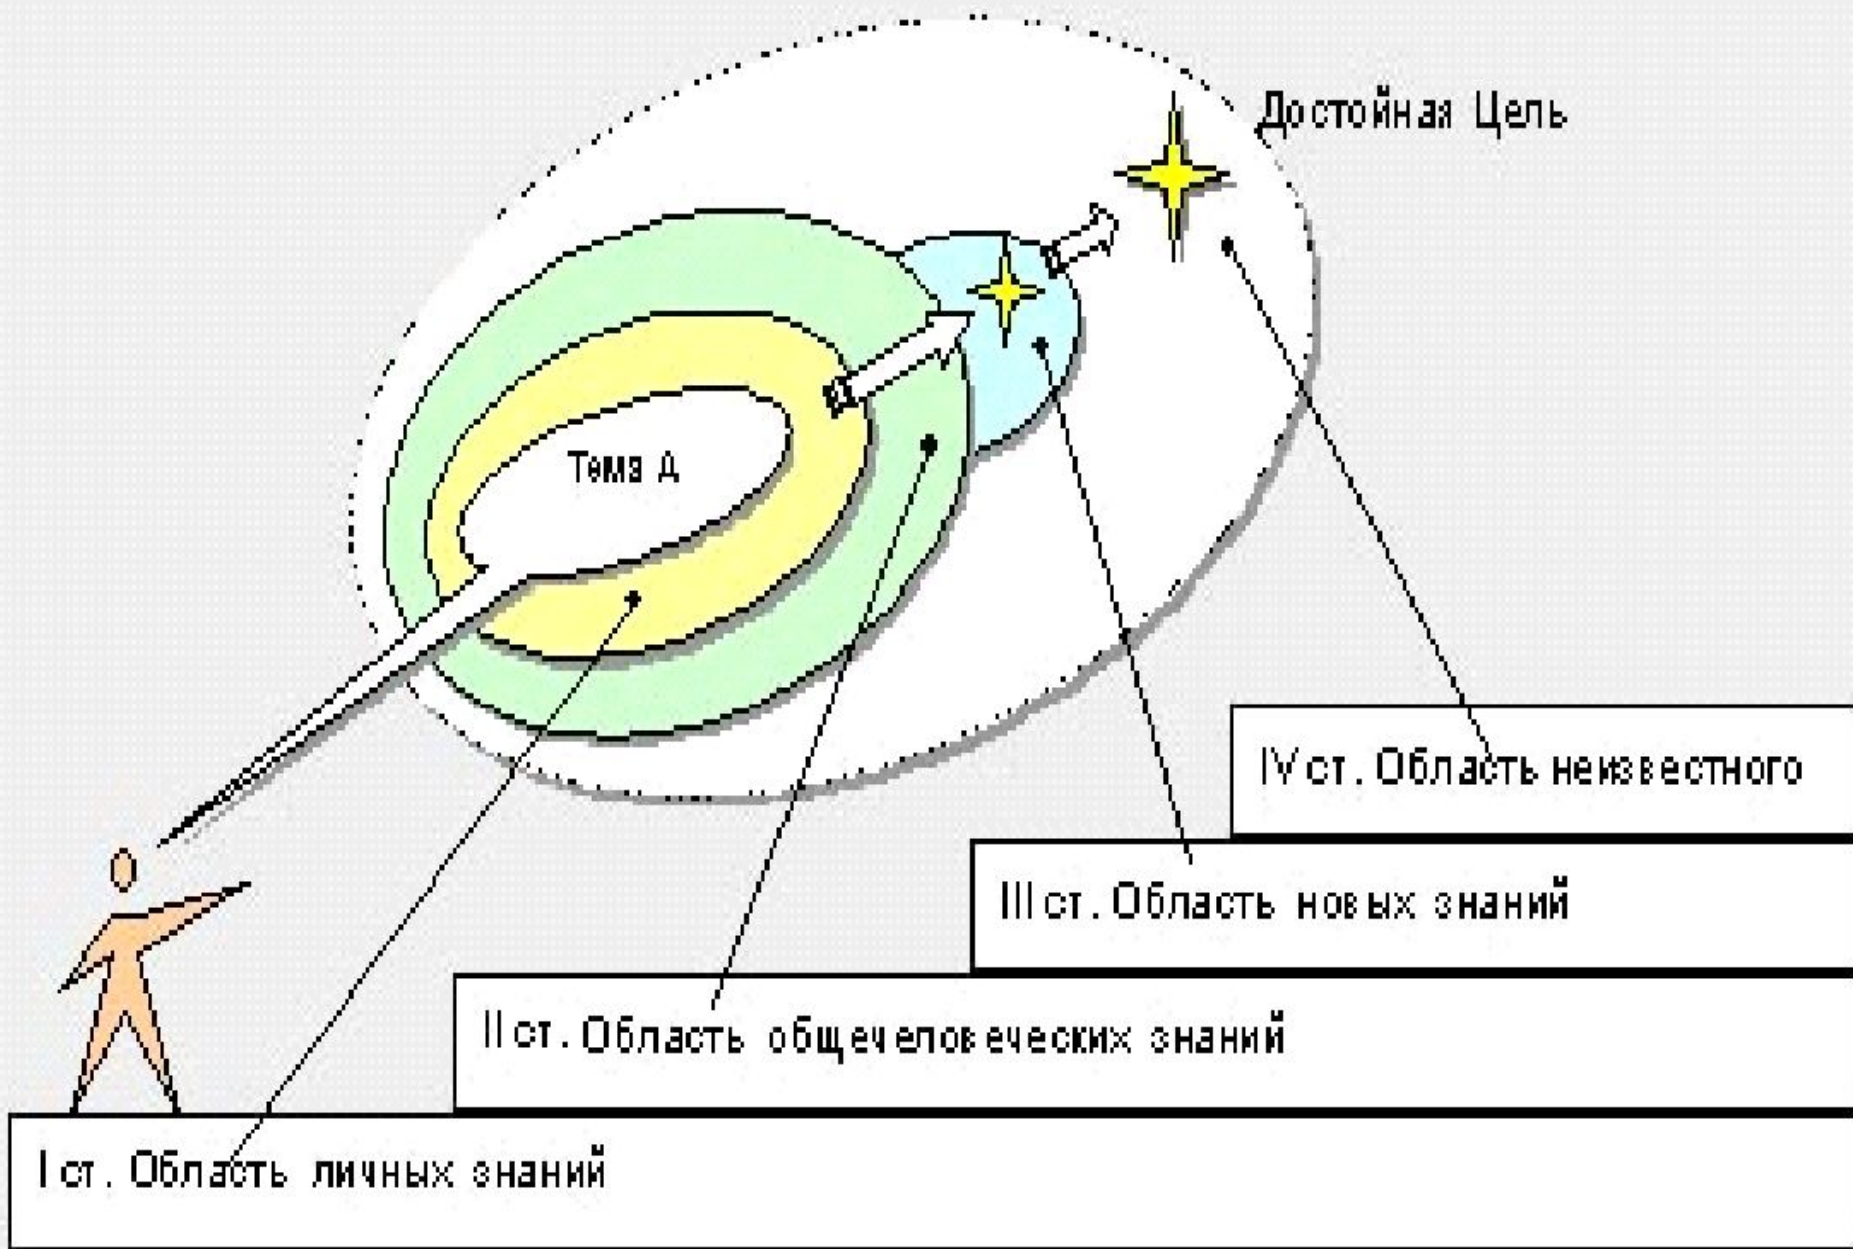 Достойная Цель
Тема А
IV ст. Область неизвестного
III ст. Область новых знаний
II ст. Область общечеловеческих знаний
I ст. Область личных знаний